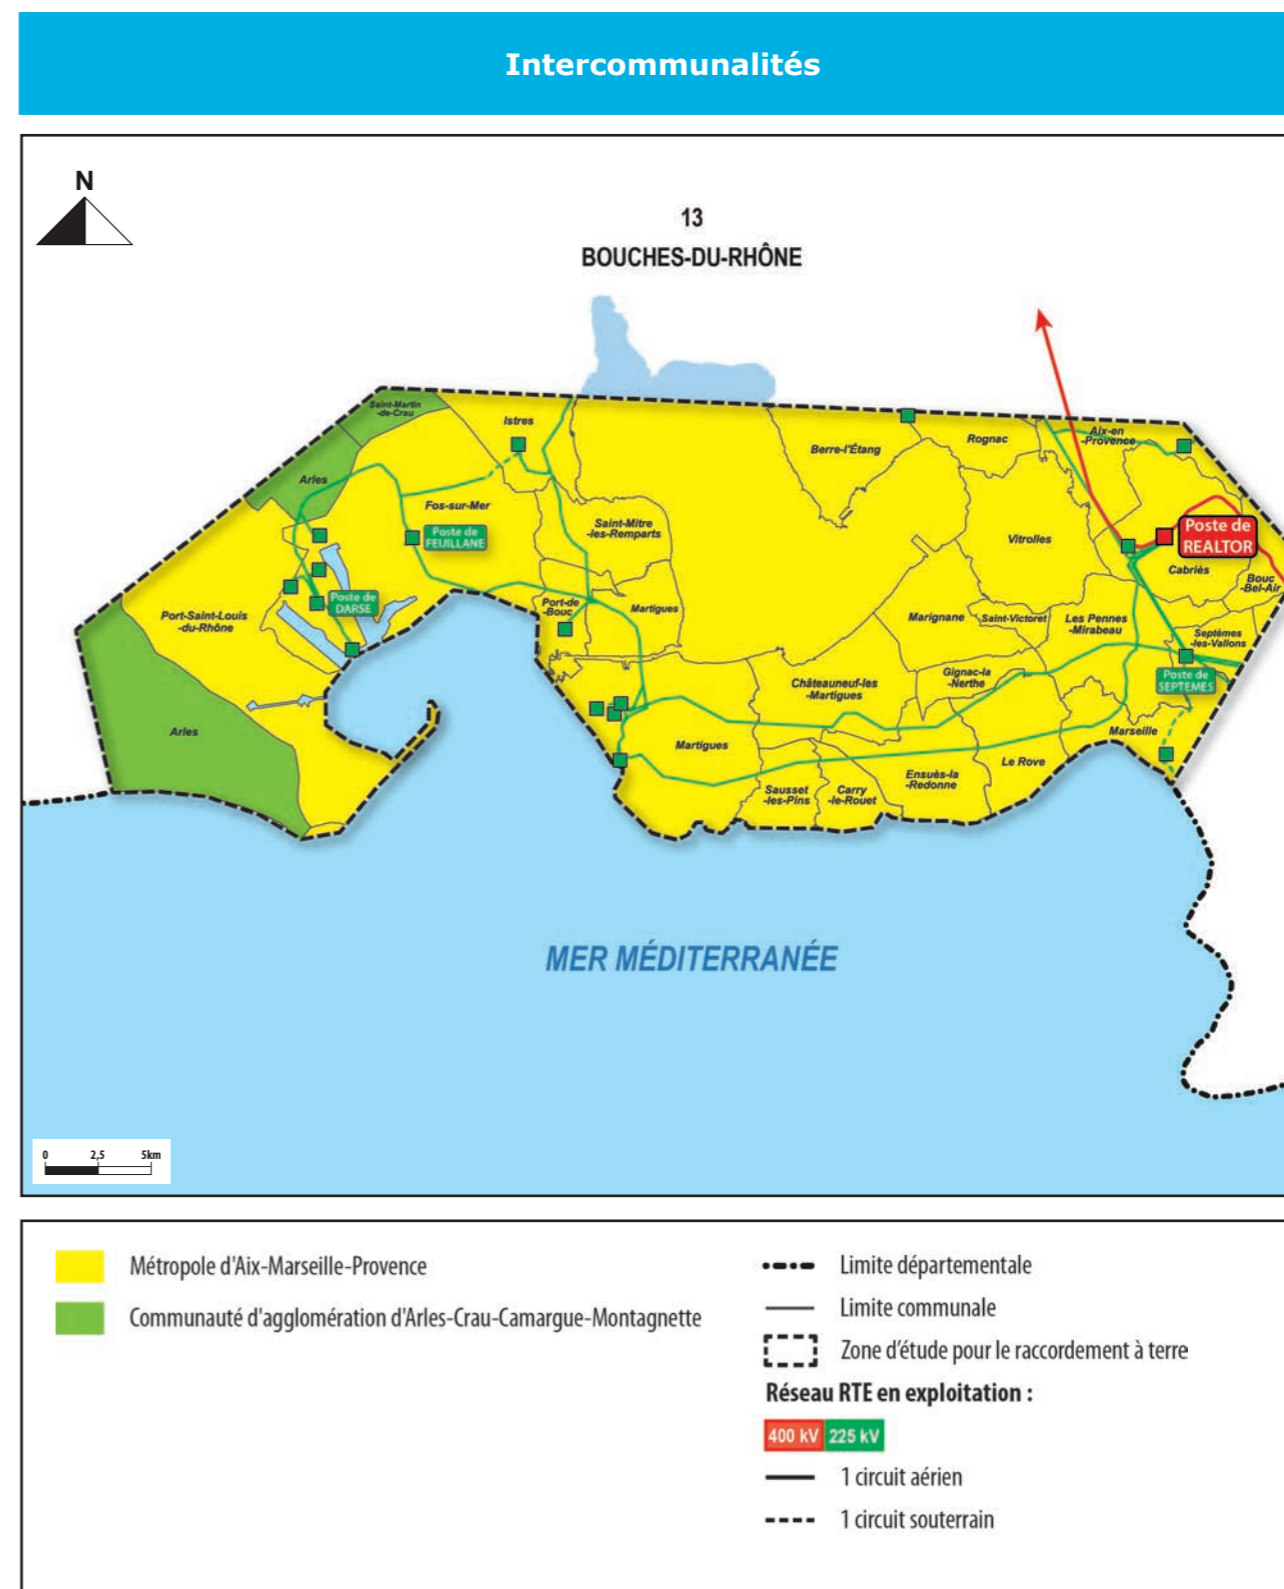 Intercommunalités
N
13
BOUCHES-DU-RHÔNE
Saint-Martin
-de-Crau
Istres
Arles
Fos-sur-Mer
Berre-l'Étang
Rognac
Aix-en
-Provence
Saint-Mitre
-les-Remparts
Vitrolles
Poste de
FEUILLANE
Poste de
REALTOR
Cabriès
Bouc
-Bel-Air
Poste de
DARSE
Port-Saint-Louis
-du-Rhône
Port-de
-Bouc
Martigues
Marignane
Saint-Victoret
Les Pennes
-Mirabeau
Septèmes
-les-Vallons
Châteauneuf-les
-Martigues
Gignac-la
-Nerthe
Poste de
SEPTEMES
Arles
Martigues
Marseille
Le Rove
Ensuès-la
-Redonne
Sausset
-les-Pins
Carry
-le-Rouet
MER MÉDITERRANÉE
0 2,5 5km
Métropole d'Aix-Marseille-Provence
Communauté d'agglomération d'Arles-Crau-Camargue-Montagnette
Limite départementale
Limite communale
Zone d'étude pour le raccordement à terre
Réseau RTE en exploitation :
400 kV 225 kV
1 circuit aérien
1 circuit souterrain